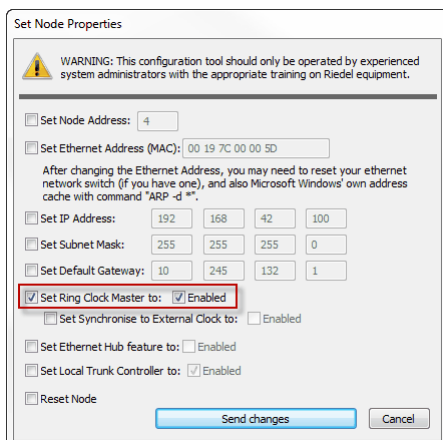 Set Node Properties
WARNING: This configuration tool should only be operated by experienced
system administrators with the appropriate training on Riedel equipment.
Set Node Address: 4
Set Ethernet Address (MAC): 00 19 7C 00 00 5D
After changing the Ethernet Address, you may need to reset your ethernet
network switch (if you have one), and also Microsoft Windows' own address
cache with command "ARP -d *".
Set IP Address: 192 168 42 100
Set Subnet Mask: 255 255 255 0
Set Default Gateway: 10 245 132 1
Set Ring Clock Master to: Enabled
Set Synchronise to External Clock to: Enabled
Set Ethernet Hub feature to: Enabled
Set Local Trunk Controller to: Enabled
Reset Node
Send changes Cancel